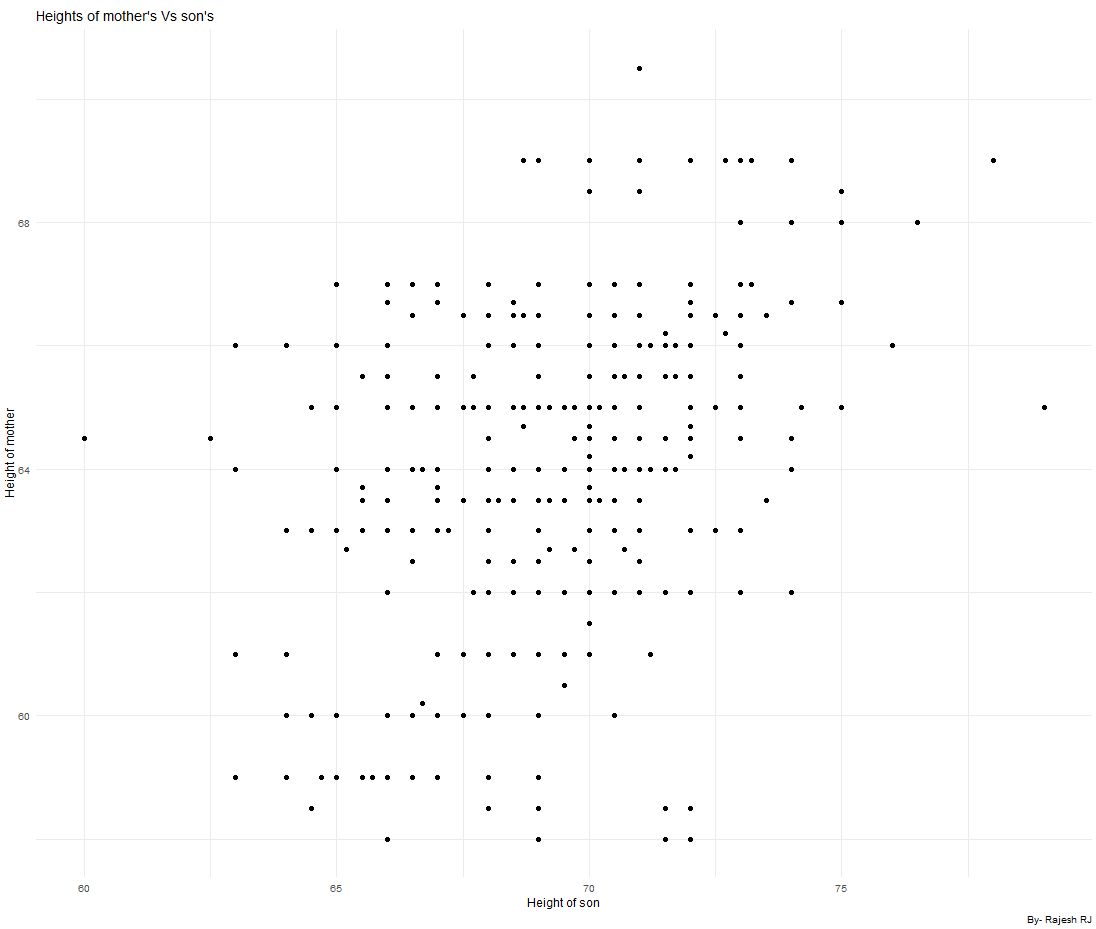 Heights of mother's Vs son's
Height of mother
68
64
60
60
65
70
75
Height of son
By- Rajesh RJ